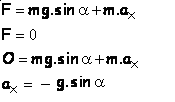 F = mg.sin α + m.aₓ
F = 0
O = mg.sin α + m.aₓ
aₓ = − g.sin α